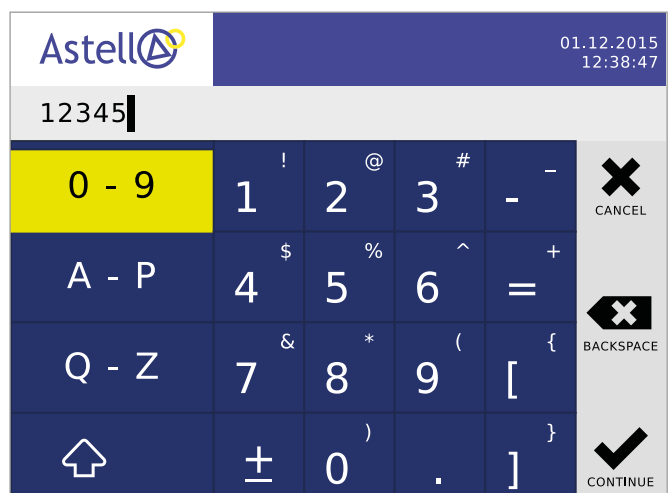 Astell
01.12.2015
12:38:47
12345
0 - 9
1 !
2 @
3 #
- _
CANCEL
A - P
4 $
5 %
6 ^
= +
BACKSPACE
Q - Z
7 &
8 *
9 (
[ {
±
0 )
.
] }
CONTINUE